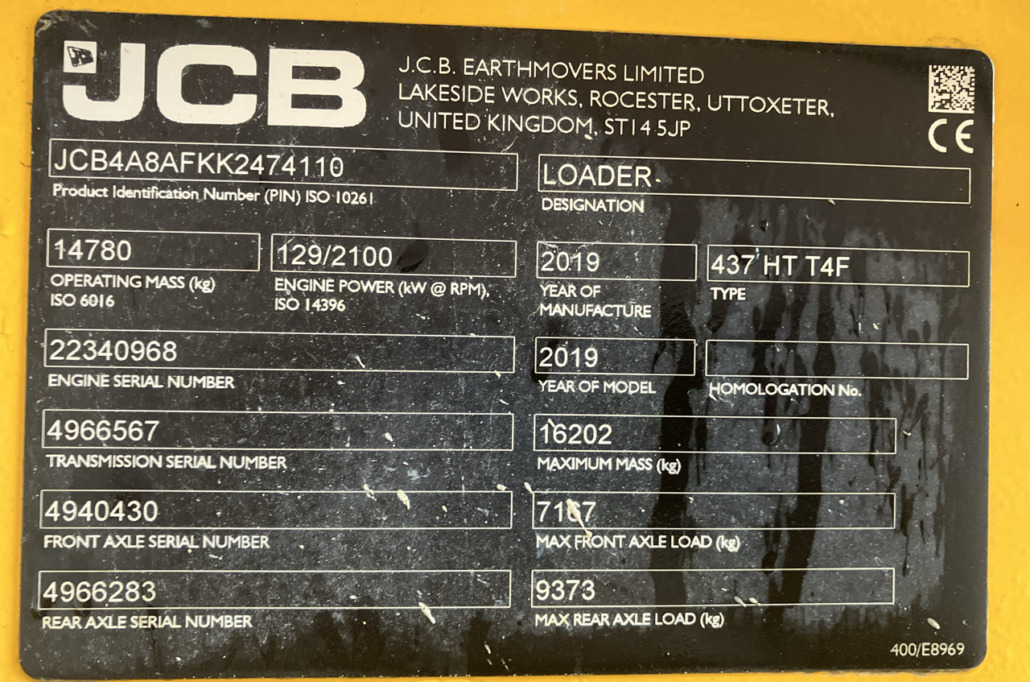 JCB
J.C.B. EARTHMOVERS LIMITED
LAKESIDE WORKS, ROCESTER, UTTOXETER,
UNITED KINGDOM, ST14 5JP
CE
JCB4A8AFKK2474110
Product Identification Number (PIN) ISO 10261
LOADER
DESIGNATION
14780
OPERATING MASS (kg)
ISO 6016
129/2100
ENGINE POWER (kW @ RPM),
ISO 14396
2019
YEAR OF
MANUFACTURE
437 HT T4F
TYPE
22340968
ENGINE SERIAL NUMBER
2019
YEAR OF MODEL
HOMOLOGATION No.
4966567
TRANSMISSION SERIAL NUMBER
16202
MAXIMUM MASS (kg)
4940430
FRONT AXLE SERIAL NUMBER
MAX FRONT AXLE LOAD (kg)
4966283
REAR AXLE SERIAL NUMBER
9373
MAX REAR AXLE LOAD (kg)
400/E8969